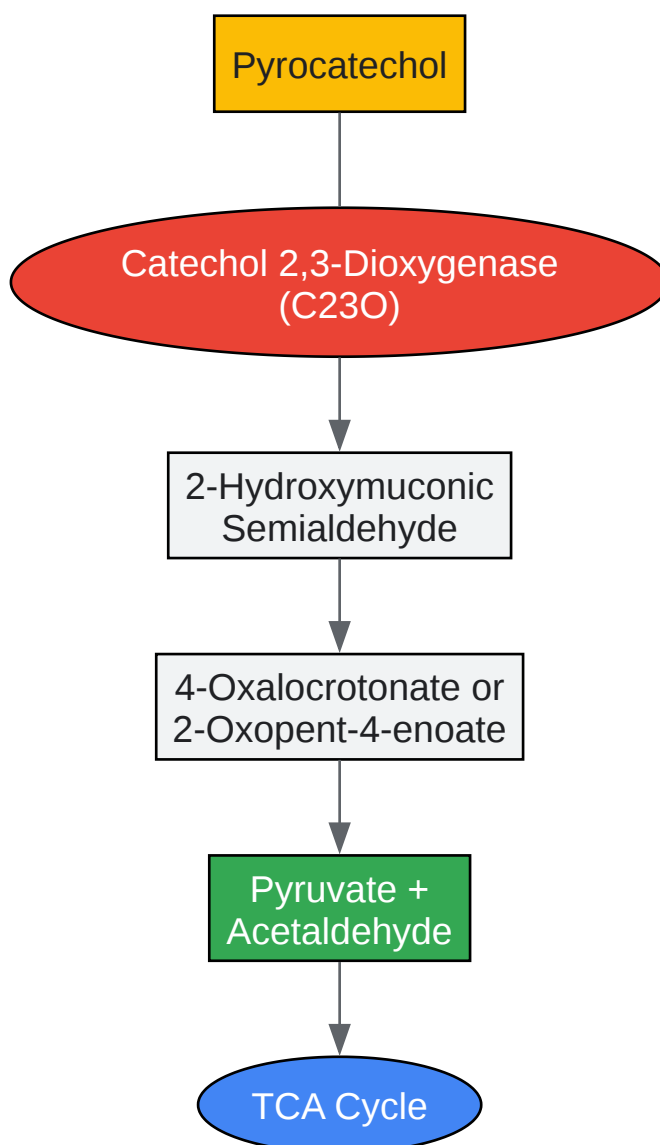 Pyrocatechol
Catechol 2,3-Dioxygenase
(C23O)
2-Hydroxymuconic
Semialdehyde
4-Oxalocrotonate or
2-Oxopent-4-enoate
Pyruvate +
Acetaldehyde
TCA Cycle